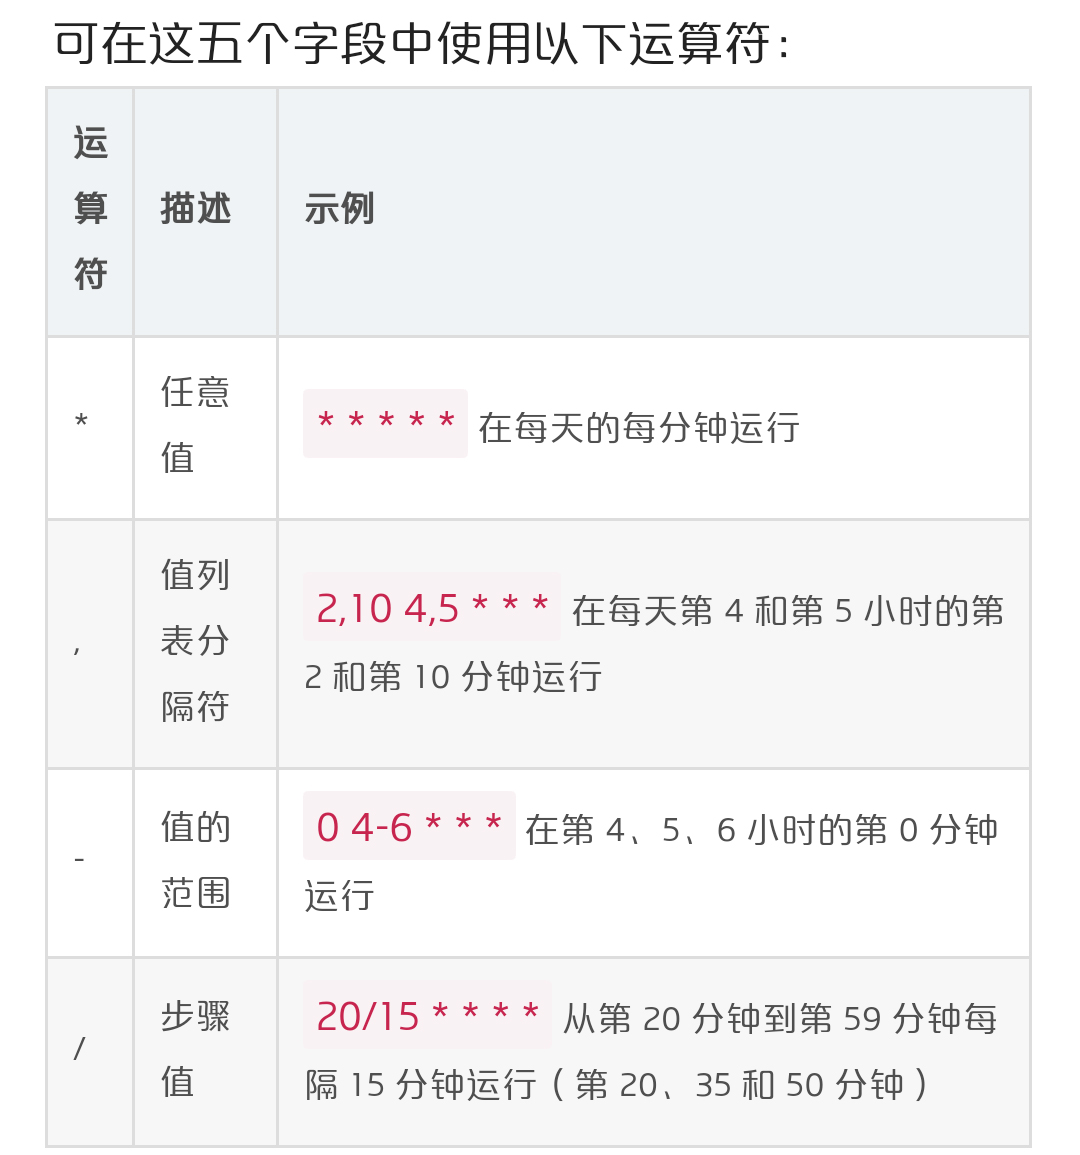 可在这五个字段中使用以下运算符:
运
算
符
描述
示例
*
任意
值
* * * * * 在每天的每分钟运行
,
值列
表分
隔符
2,10 4,5 * * * 在每天第 4 和第 5 小时的第
2 和第 10 分钟运行
-
值的
范围
0 4-6 * * * 在第 4、5、6 小时的第 0 分钟
运行
/
步骤
值
20/15 * * * * 从第 20 分钟到第 59 分钟每
隔 15 分钟运行（第 20、35 和 50 分钟）